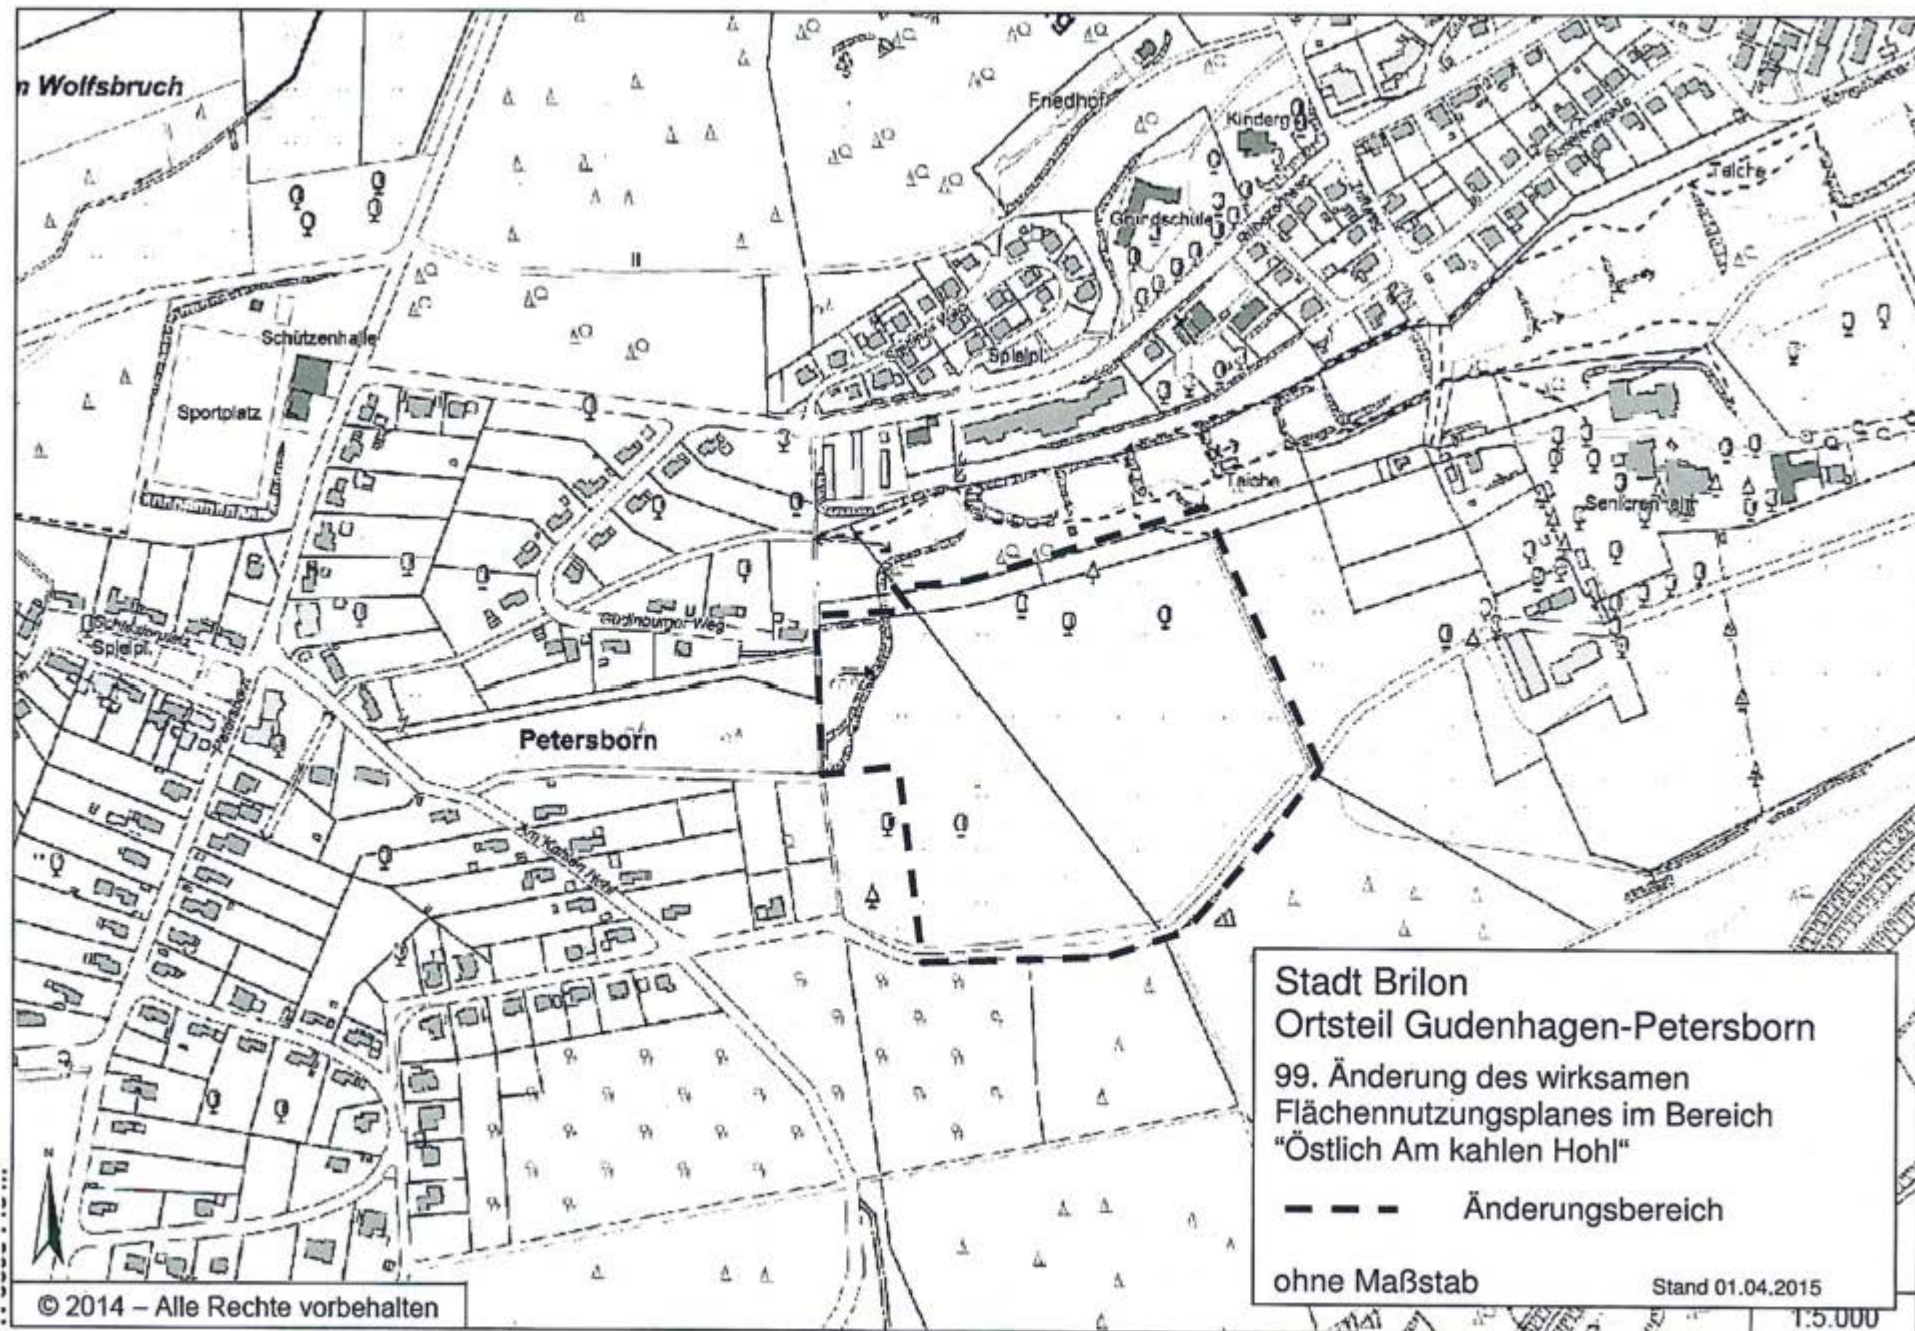 m Wolfsbruch
Friedhof
Kinderg
Teiche
Grundschule
Schützenhalle
Spielpl.
Sportplatz
Teiche
Seniorenheim
Spielpl.
Petersborn
Petersborn
Am Kahlen Hohl
Stadt Brilon
Ortsteil Gudenhagen-Petersborn
99. Änderung des wirksamen
Flächennutzungsplanes im Bereich
“Östlich Am kahlen Hohl“
Änderungsbereich
ohne Maßstab
Stand 01.04.2015
N
© 2014 – Alle Rechte vorbehalten
1:5.000